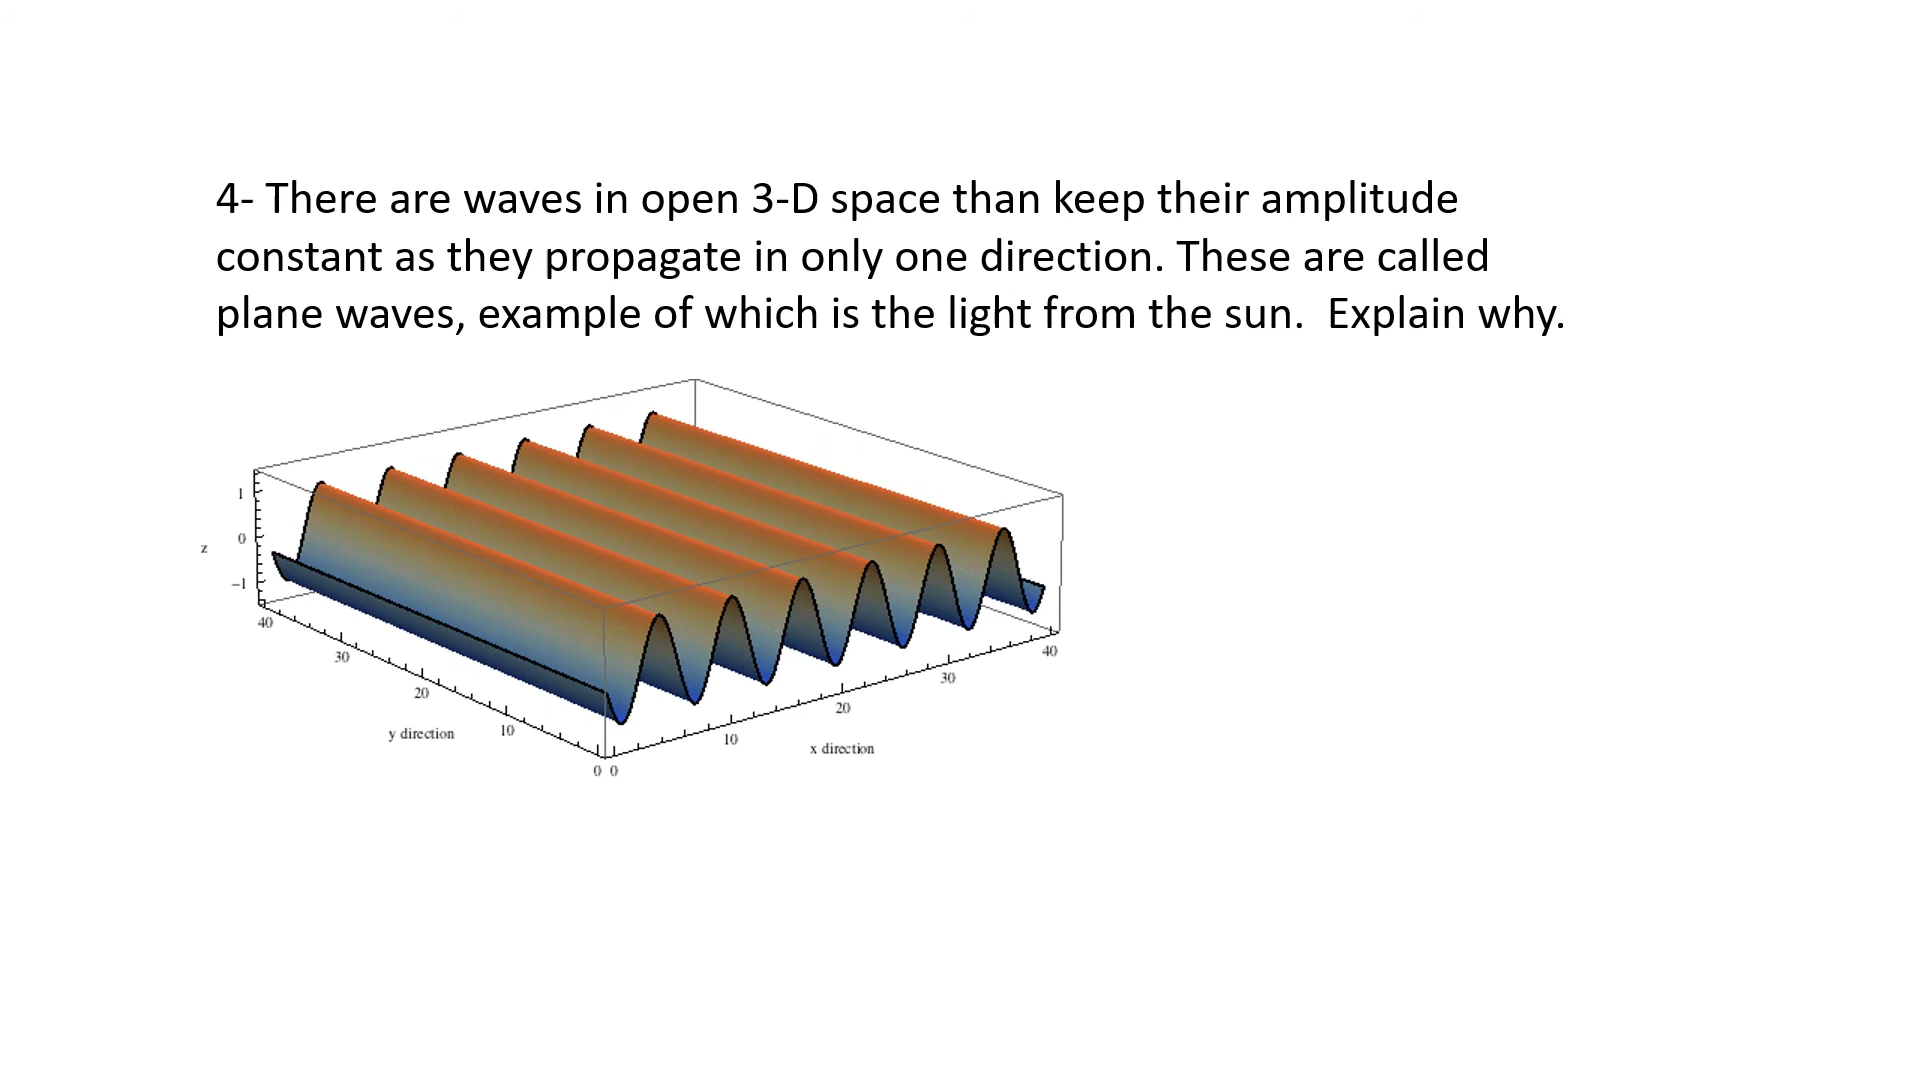 4- There are waves in open 3-D space than keep their amplitude
constant as they propagate in only one direction. These are called
plane waves, example of which is the light from the sun.  Explain why.
1
0
z
−1
40
30
20
y direction
10
0
0
10
x direction
20
30
40